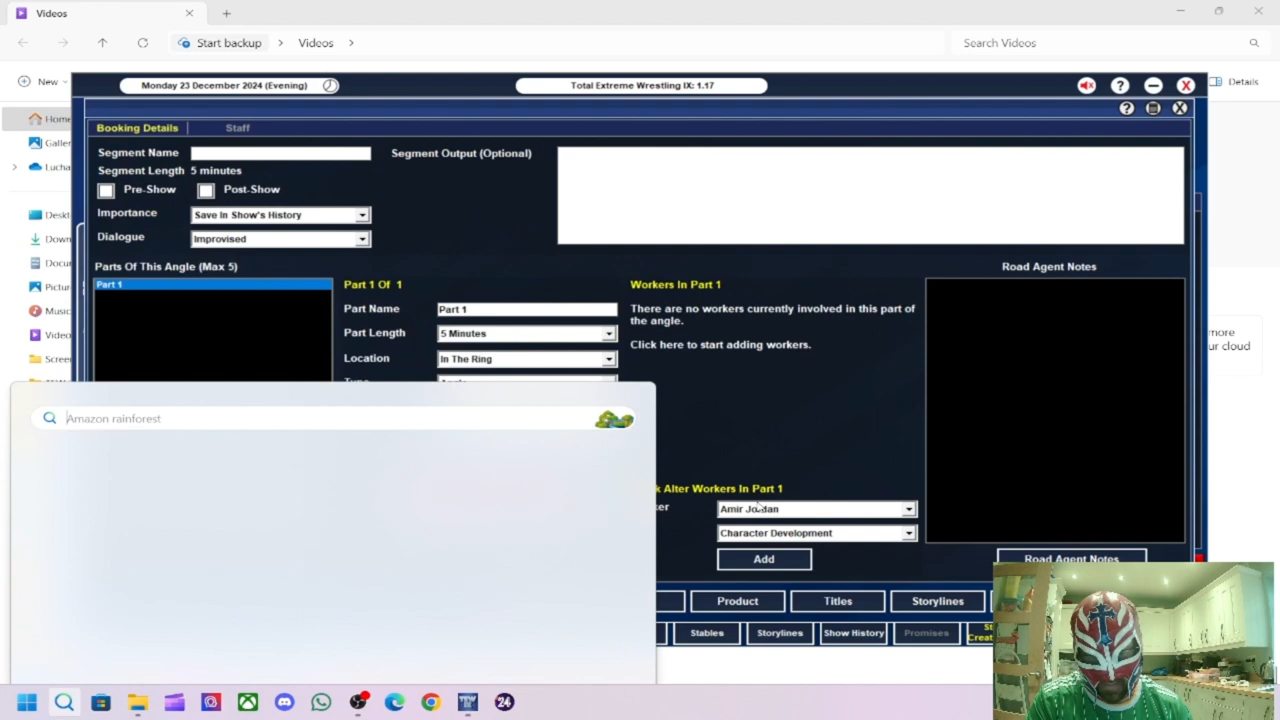 Videos
Start backup
Videos
Search Videos
New
Details
Monday 23 December 2024 (Evening)
Total Extreme Wrestling IX: 1.17
Home
Booking Details
Staff
Segment Name
Segment Output (Optional)
Segment Length
5 minutes
Pre-Show
Post-Show
Importance
Save In Show's History
Dialogue
Improvised
Parts Of This Angle (Max 5)
Part 1
Part 1 Of 1
Workers In Part 1
Road Agent Notes
Part Name
Part 1
There are no workers currently involved in this part of
the angle.
Part Length
5 Minutes
Click here to start adding workers.
Location
In The Ring
more
ur cloud
Amazon rainforest
Alter Workers In Part 1
Amir Jordan
Character Development
Add
Road Agent Notes
Product
Titles
Storylines
Stables
Storylines
Show History
Promises
24